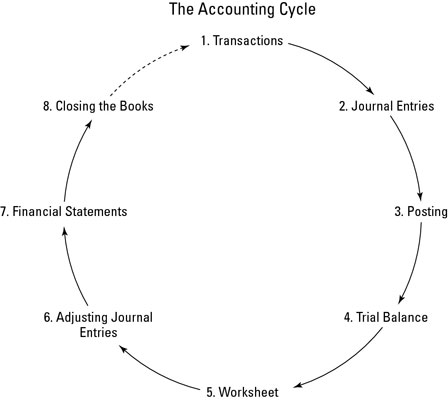 The Accounting Cycle
1. Transactions
2. Journal Entries
3. Posting
4. Trial Balance
5. Worksheet
6. Adjusting Journal
Entries
7. Financial Statements
8. Closing the Books